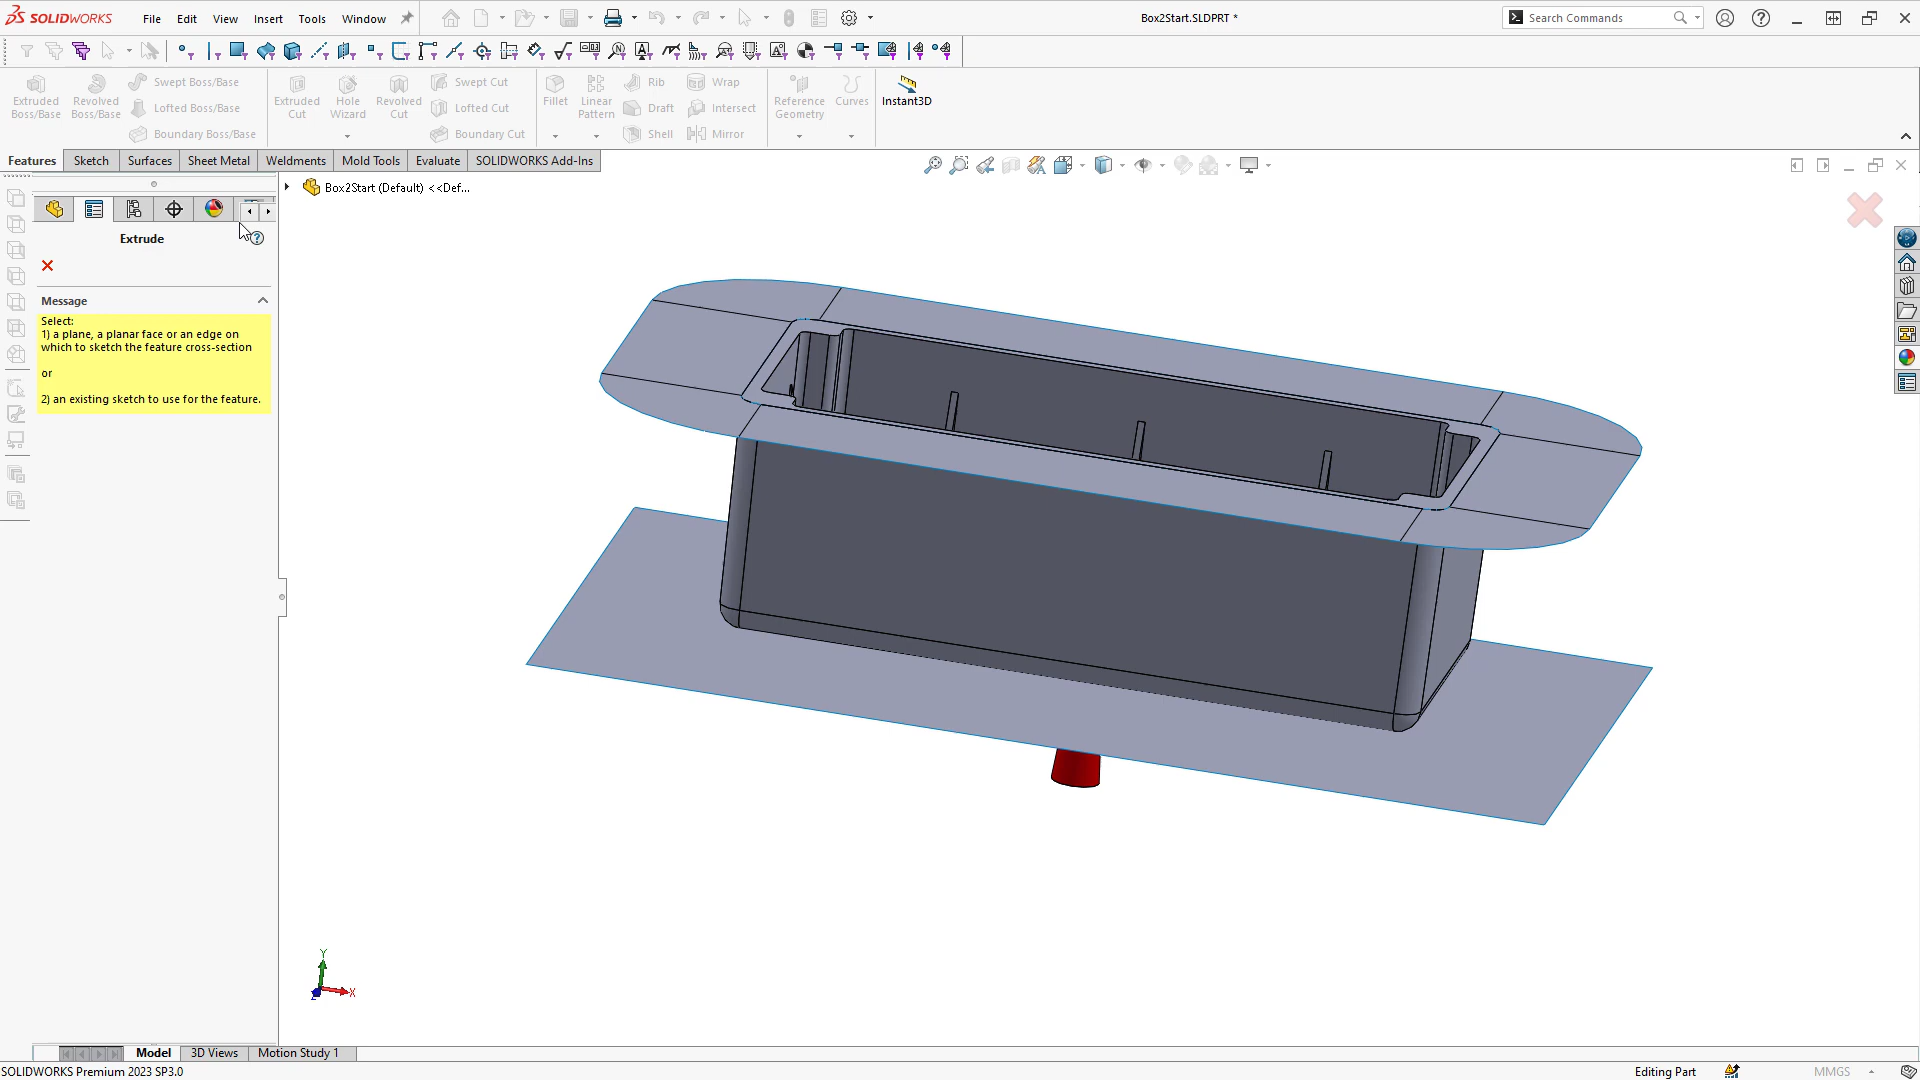 SOLIDWORKS File Edit View Insert Tools Window Box2Start.SLDPRT * Search Commands
Extruded Boss/Base
Revolved Boss/Base
Swept Boss/Base
Lofted Boss/Base
Boundary Boss/Base
Extruded Cut
Hole Wizard
Revolved Cut
Swept Cut
Lofted Cut
Boundary Cut
Fillet
Linear Pattern
Rib
Draft
Shell
Wrap
Intersect
Mirror
Reference Geometry
Curves
Instant3D
Features Sketch Surfaces Sheet Metal Weldments Mold Tools Evaluate SOLIDWORKS Add-Ins
Box2Start (Default) <<Def...
Extrude
Message
Select:
1) a plane, a planar face or an edge on
which to sketch the feature cross-section
or
2) an existing sketch to use for the feature.
Y
X
Z
Model 3D Views Motion Study 1
SOLIDWORKS Premium 2023 SP3.0 Editing Part MMGS